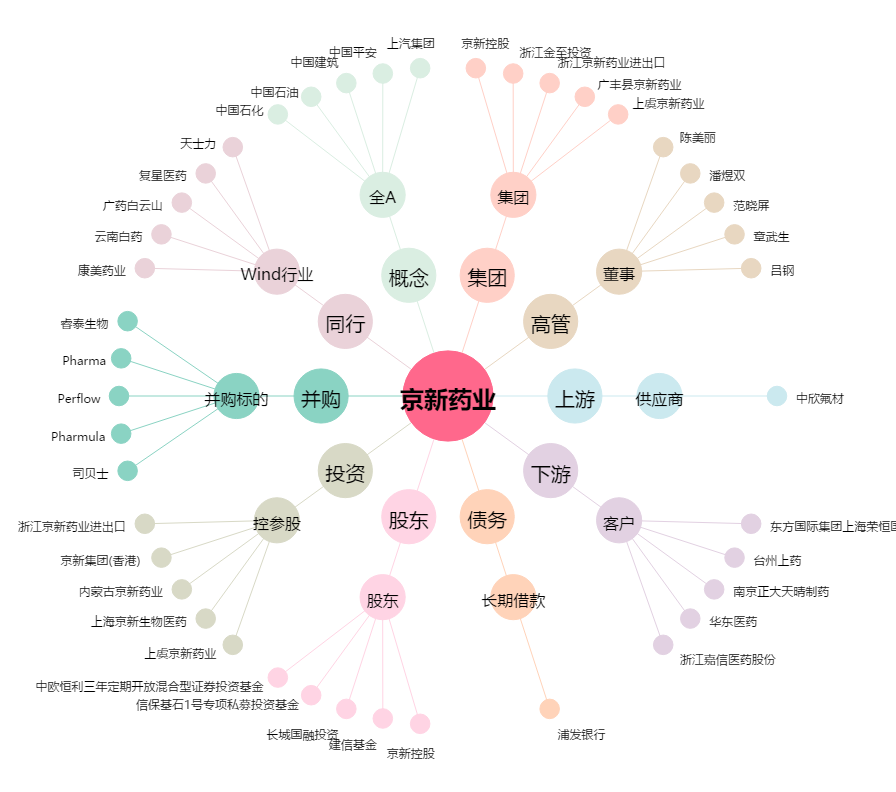 上汽集团
京新控股
中国平安
浙江金至投资
中国建筑
浙江京新药业进出口
中国石油
广丰县京新药业
中国石化
上虞京新药业
天士力
陈美丽
复星医药
潘煜双
全A
集团
广药白云山
范晓屏
云南白药
章武生
康美药业
Wind行业
概念
集团
董事
吕钢
睿泰生物
同行
高管
Pharma
Perflow
并购标的
并购
京新药业
上游
供应商
中欣氟材
Pharmula
司贝士
投资
下游
浙江京新药业进出口
控参股
股东
债务
客户
东方国际集团上海荣恒国
京新集团(香港)
台州上药
内蒙古京新药业
南京正大天晴制药
股东
长期借款
上海京新生物医药
华东医药
上虞京新药业
浙江嘉信医药股份
中欧恒利三年定期开放混合型证券投资基金
信保基石1号专项私募投资基金
长城国融投资
浦发银行
建信基金
京新控股